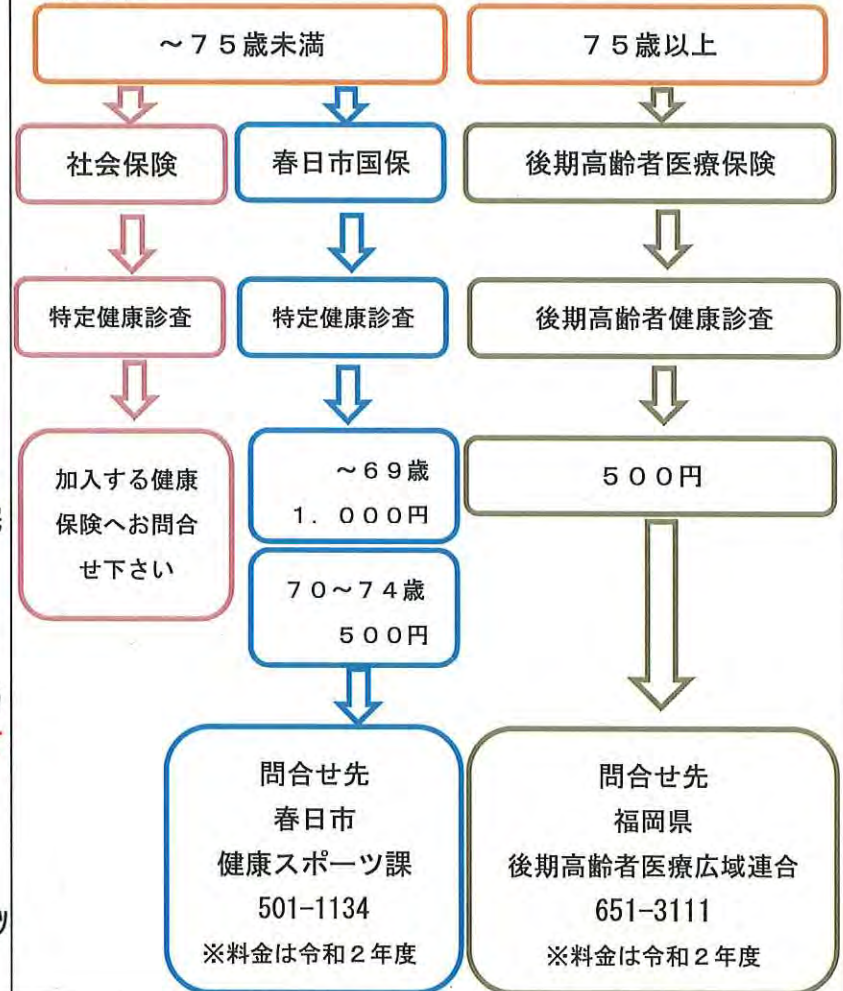 ～７５歳未満
７５歳以上
社会保険
春日市国保
後期高齢者医療保険
特定健康診査
特定健康診査
後期高齢者健康診査
加入する健康
保険へお問合
せ下さい
～６９歳
１．０００円
７０～７４歳
５００円
５００円
問合せ先
春日市
健康スポーツ課
501-1134
※料金は令和２年度
問合せ先
福岡県
後期高齢者医療広域連合
651-3111
※料金は令和２年度